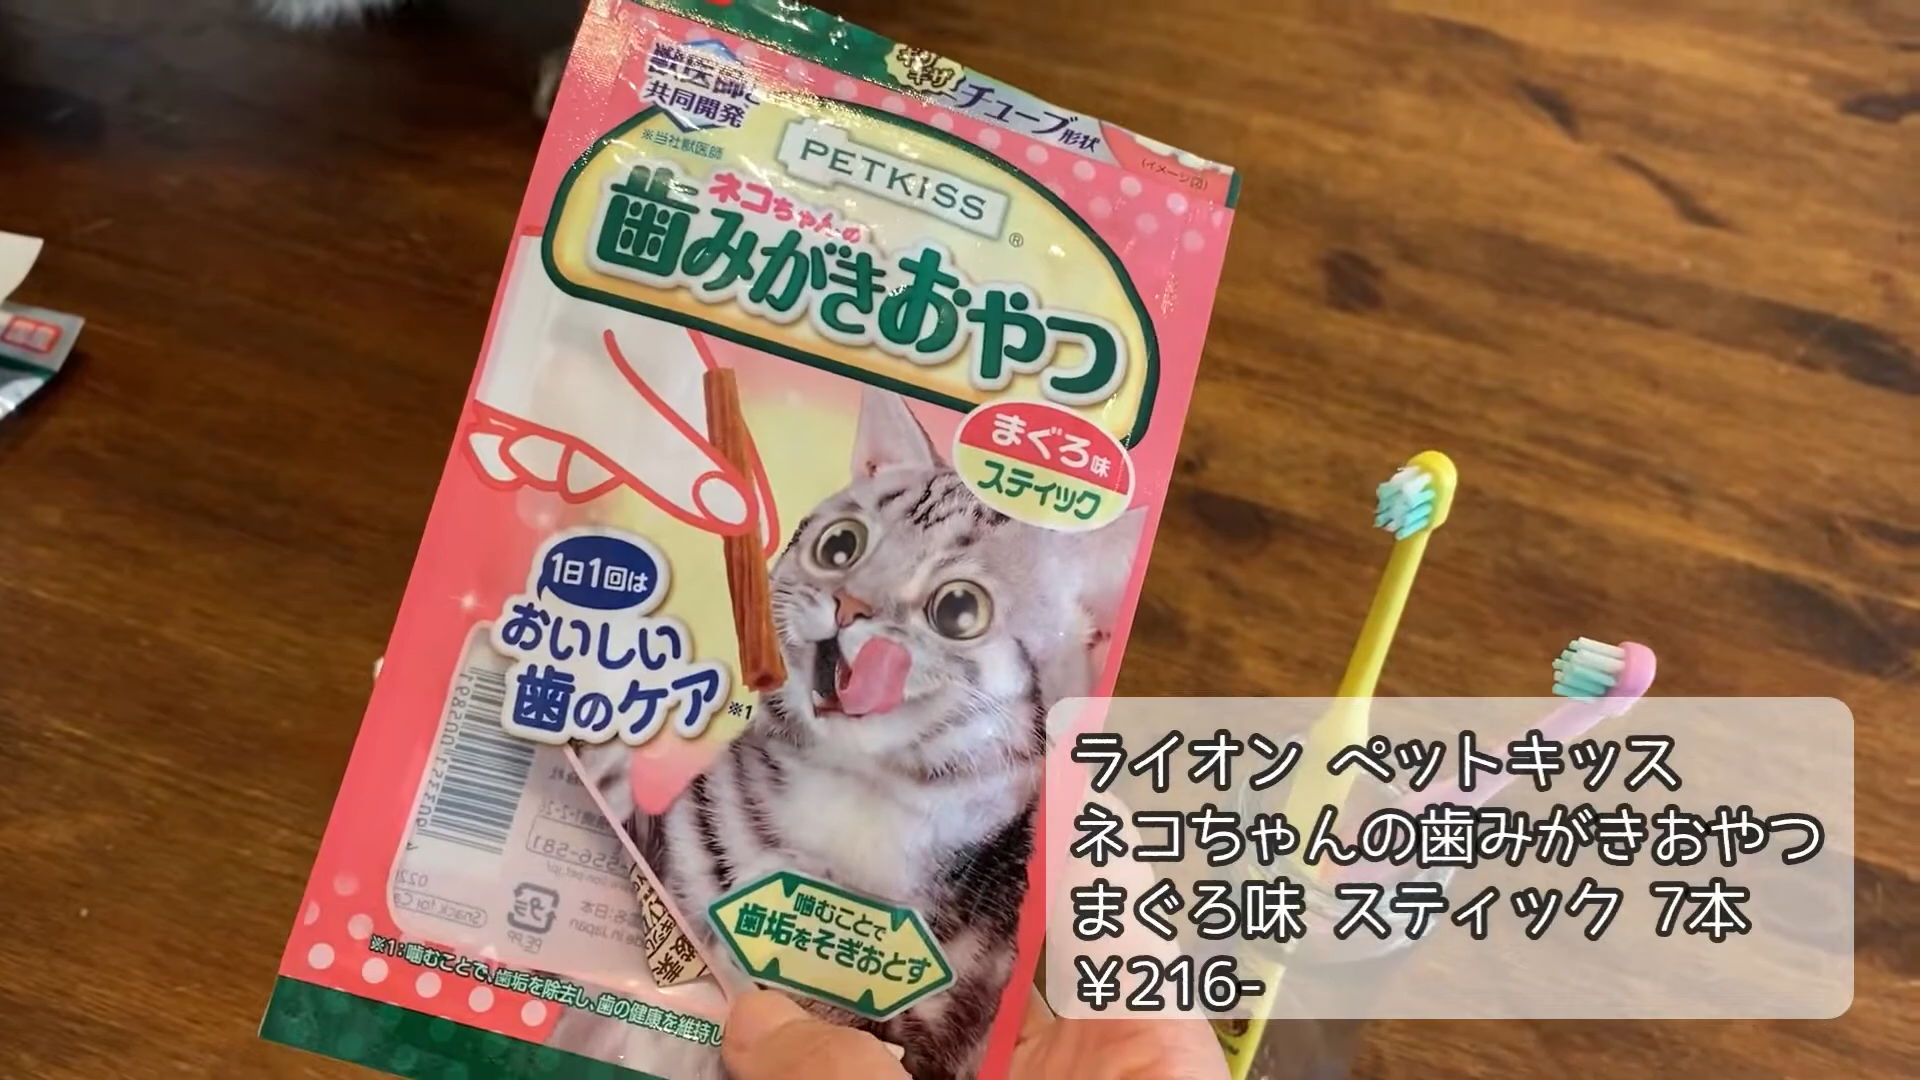 獣医師と
共同開発
※当社獣医師
ギザ
ギザ
チューブ形状
(イメージ図)
PETKISS
®
ネコちゃんの
歯みがきおやつ
まぐろ味
スティック
1日1回は
おいしい
歯のケア
※1
噛むことで
歯垢をそぎおとす
※1:噛むことで、歯垢を除去し、歯の健康を維持し
ライオン ペットキッス
ネコちゃんの歯みがきおやつ
まぐろ味 スティック 7本
￥216-